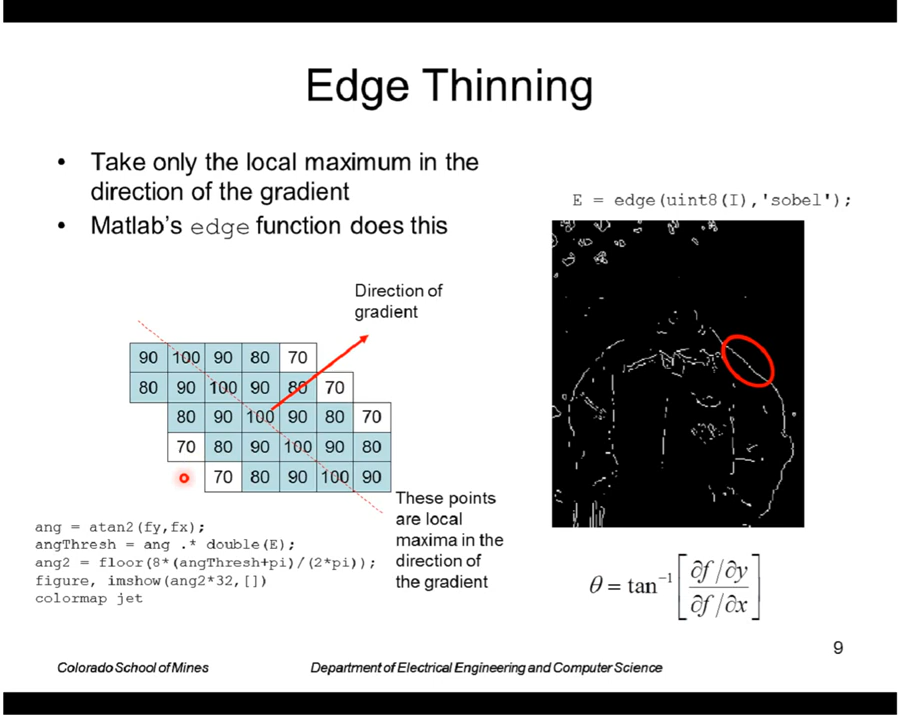 Edge Thinning
• Take only the local maximum in the
direction of the gradient
• Matlab's edge function does this
E = edge(uint8(I),'sobel');
Direction of
gradient
90 100 90 80 70
80 90 100 90 80 70
80 90 100 90 80 70
70 80 90 100 90 80
70 80 90 100 90
These points
are local
maxima in the
direction of
the gradient
ang = atan2(fy,fx);
angThresh = ang .* double(E);
ang2 = floor(8*(angThresh+pi)/(2*pi));
figure, imshow(ang2*32,[])
colormap jet
θ = tan⁻¹ [ ∂f/∂y
∂f/∂x ]
9
Colorado School of Mines
Department of Electrical Engineering and Computer Science